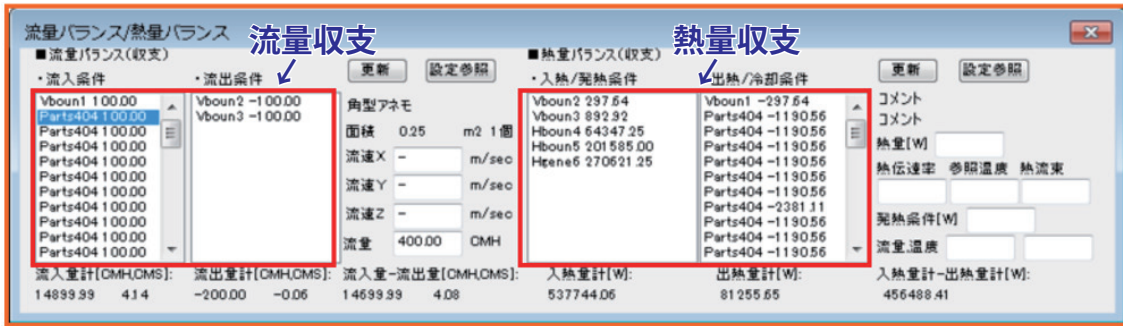 流量バランス/熱量バランス
流量収支
熱量収支
■流量バランス(収支)
・流入条件
・流出条件
更新
設定参照
Vboun1 100.00
Parts404 100.00
Parts404 100.00
Parts404 100.00
Parts404 100.00
Parts404 100.00
Parts404 100.00
Parts404 100.00
Parts404 100.00
Parts404 100.00
Parts404 100.00
Vboun2 -100.00
Vboun3 -100.00
角型アネモ
面積 0.25 m2 1個
流速X - m/sec
流速Y - m/sec
流速Z - m/sec
流量 400.00 CMH
流入量計[CMH,CMS]:
14899.99 4.14
流出量計[CMH,CMS]:
-200.00 -0.06
流入量-流出量[CMH,CMS]:
14699.99 4.08
■熱量バランス(収支)
・入熱/発熱条件
・出熱/冷却条件
更新
設定参照
Vboun2 297.64
Vboun3 892.92
Hboun4 64347.25
Hboun5 201585.00
Hgene6 270621.25
Vboun1 -297.64
Parts404 -1190.56
Parts404 -1190.56
Parts404 -1190.56
Parts404 -1190.56
Parts404 -1190.56
Parts404 -1190.56
Parts404 -2381.11
Parts404 -1190.56
Parts404 -1190.56
Parts404 -1190.56
コメント
コメント
熱量[W]
熱伝達率 参照温度 熱流束
発熱条件[W]
流量.温度
入熱量計[W]:
537744.06
出熱量計[W]:
81255.65
入熱量計-出熱量計[W]:
456488.41